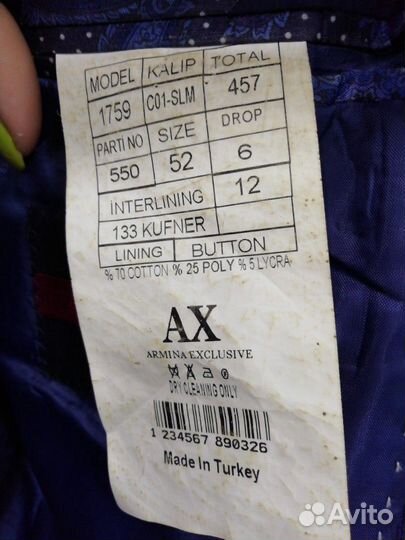 MODEL KALIP TOTAL
1759 C01-SLM 457
PARTI NO SIZE DROP
550 52 6
INTERLINING 12
133 KUFNER
LINING BUTTON
% 70 COTTON % 25 POLY % 5 LYCRA
AX
ARMINA EXCLUSIVE
DRY CLEANING ONLY
1 234567 890326
Made In Turkey
Avito